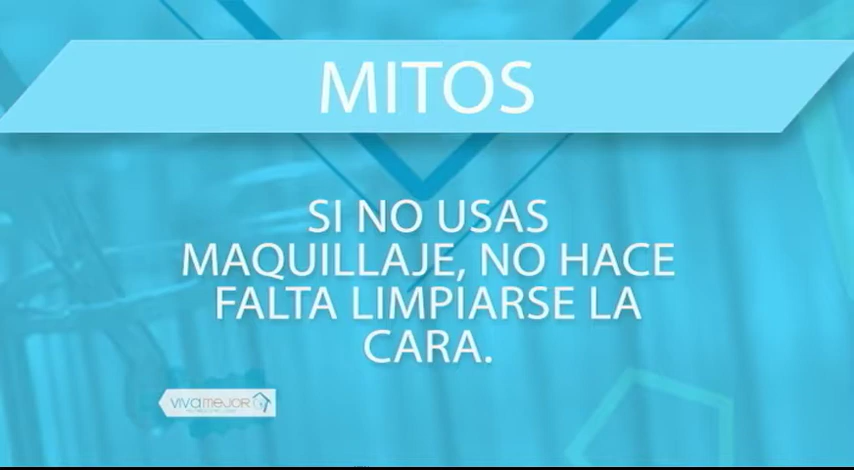 MITOS
SI NO USAS
MAQUILLAJE, NO HACE
FALTA LIMPIARSE LA
CARA.
VIVAMEJOR